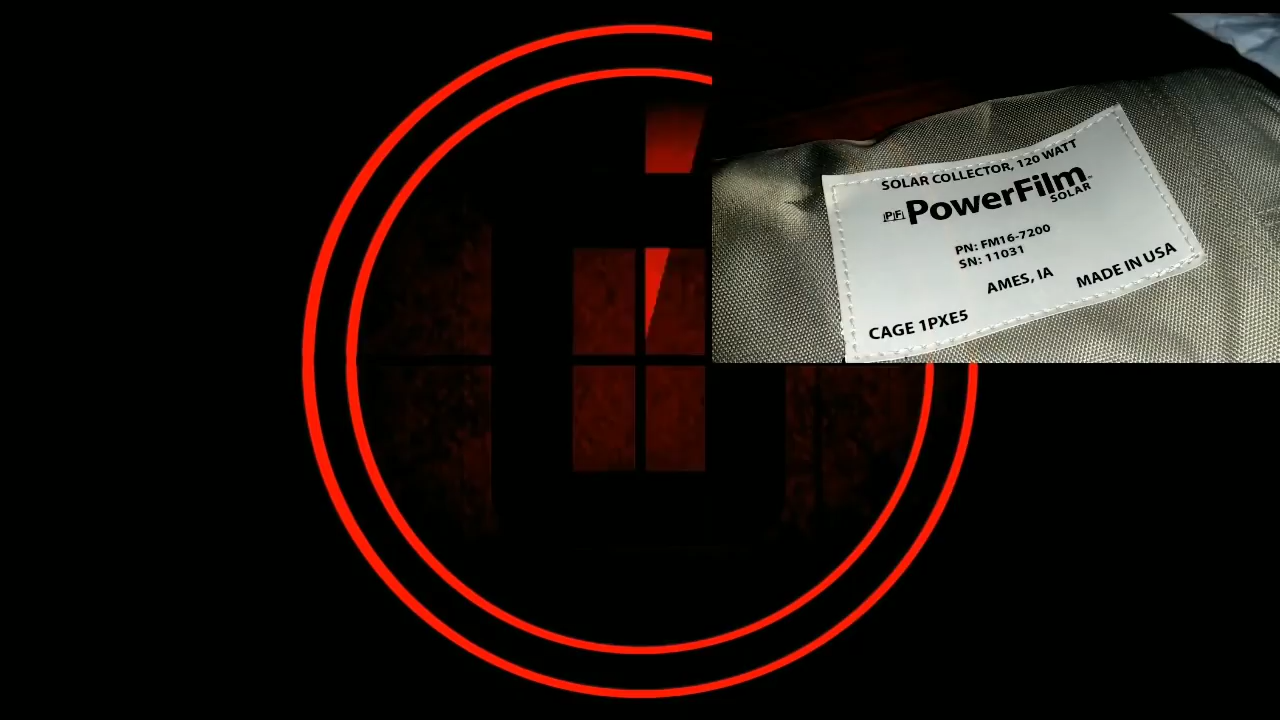 SOLAR COLLECTOR, 120 WATT
PF PowerFilm
SOLAR
PN: FM16-7200
SN: 11031
AMES, IA
MADE IN USA
CAGE 1PXE5